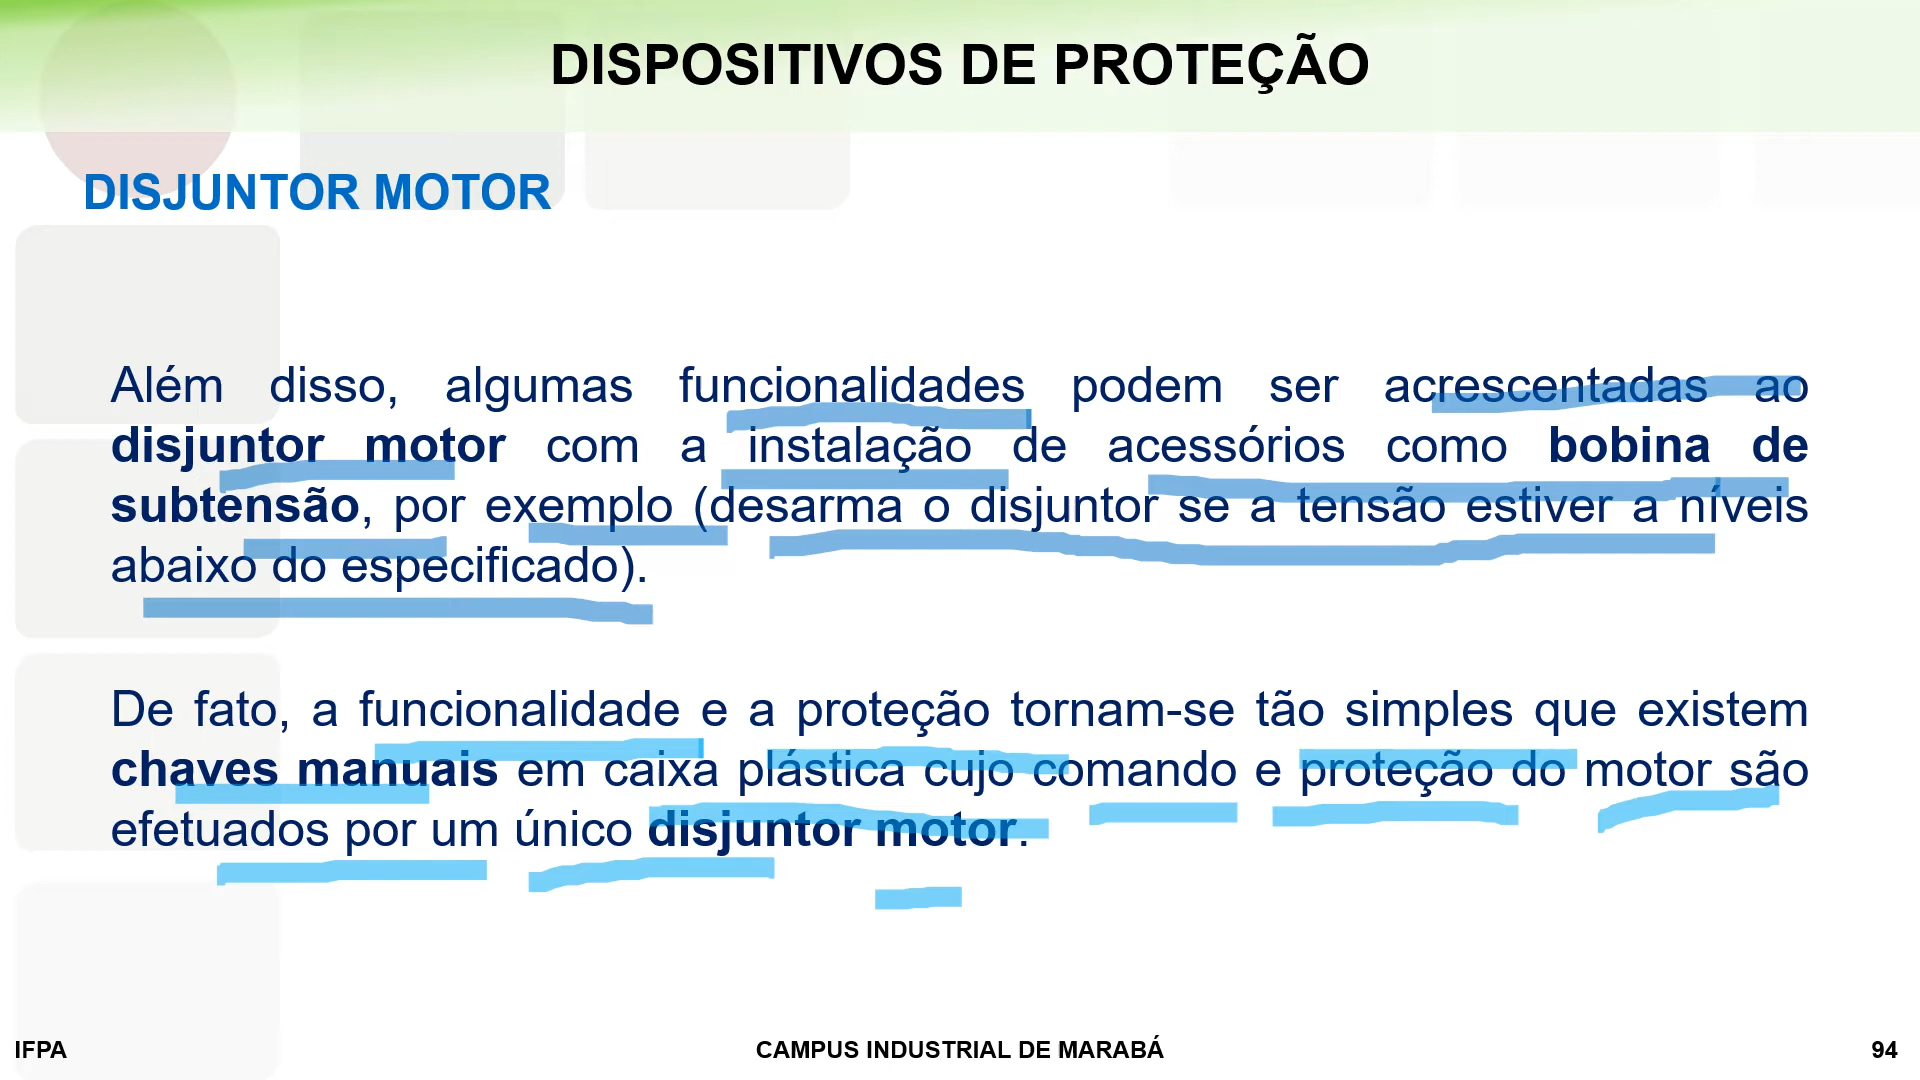 DISPOSITIVOS DE PROTEÇÃO
DISJUNTOR MOTOR
Além disso, algumas funcionalidades podem ser acrescentadas ao
disjuntor motor com a instalação de acessórios como bobina de
subtensão, por exemplo (desarma o disjuntor se a tensão estiver a níveis
abaixo do especificado).
De fato, a funcionalidade e a proteção tornam-se tão simples que existem
chaves manuais em caixa plástica cujo comando e proteção do motor são
efetuados por um único disjuntor motor.
IFPA
CAMPUS INDUSTRIAL DE MARABÁ
94